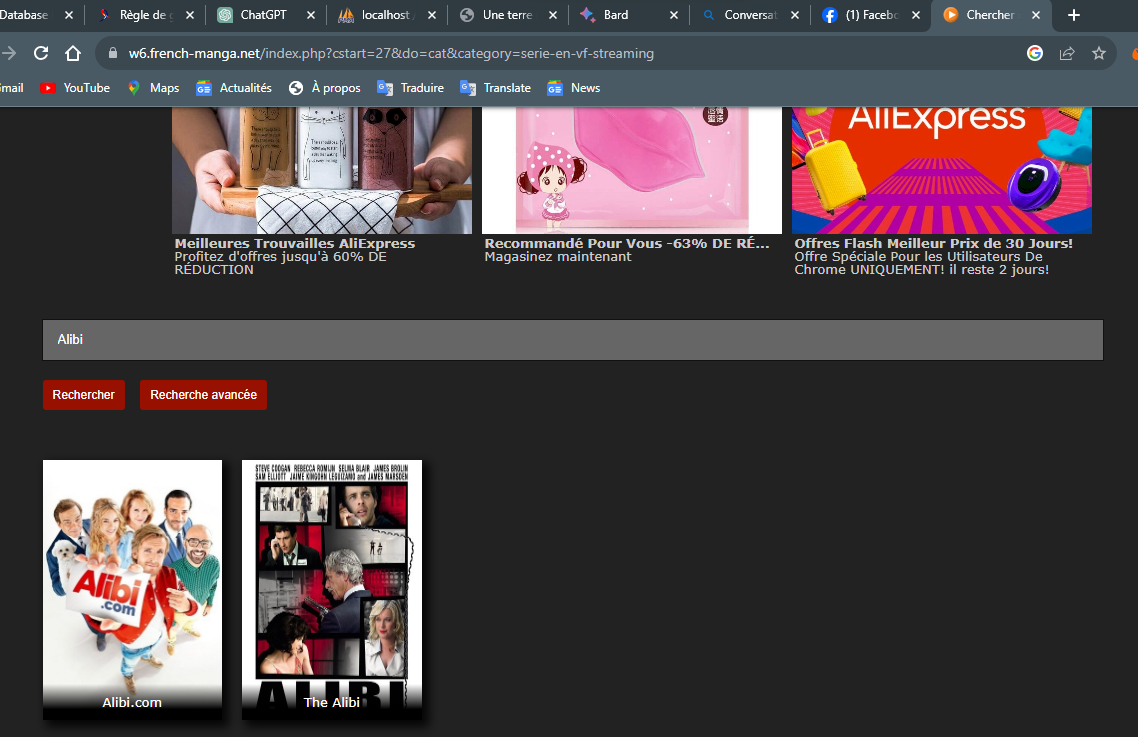 Database
Règle de g
ChatGPT
localhost /
Une terre
Bard
Conversat
(1) Facebo
Chercher
w6.french-manga.net/index.php?cstart=27&do=cat&category=serie-en-vf-streaming
mail
YouTube
Maps
Actualités
À propos
Traduire
Translate
News
AliExpress
Meilleures Trouvailles AliExpress
Profitez d'offres jusqu'à 60% DE
RÉDUCTION
Recommandé Pour Vous -63% DE RÉ...
Magasinez maintenant
Offres Flash Meilleur Prix de 30 Jours!
Offre Spéciale Pour les Utilisateurs De
Chrome UNIQUEMENT! il reste 2 jours!
Alibi
Rechercher
Recherche avancée
Alibi
.com
Alibi.com
STEVE COOGAN REBECCA ROMIJN SELMA BLAIR JAMES BROLIN
SAM ELLIOTT JAIME KING JOHN LEGUIZAMO and JAMES MARSDEN
ALIBI
The Alibi